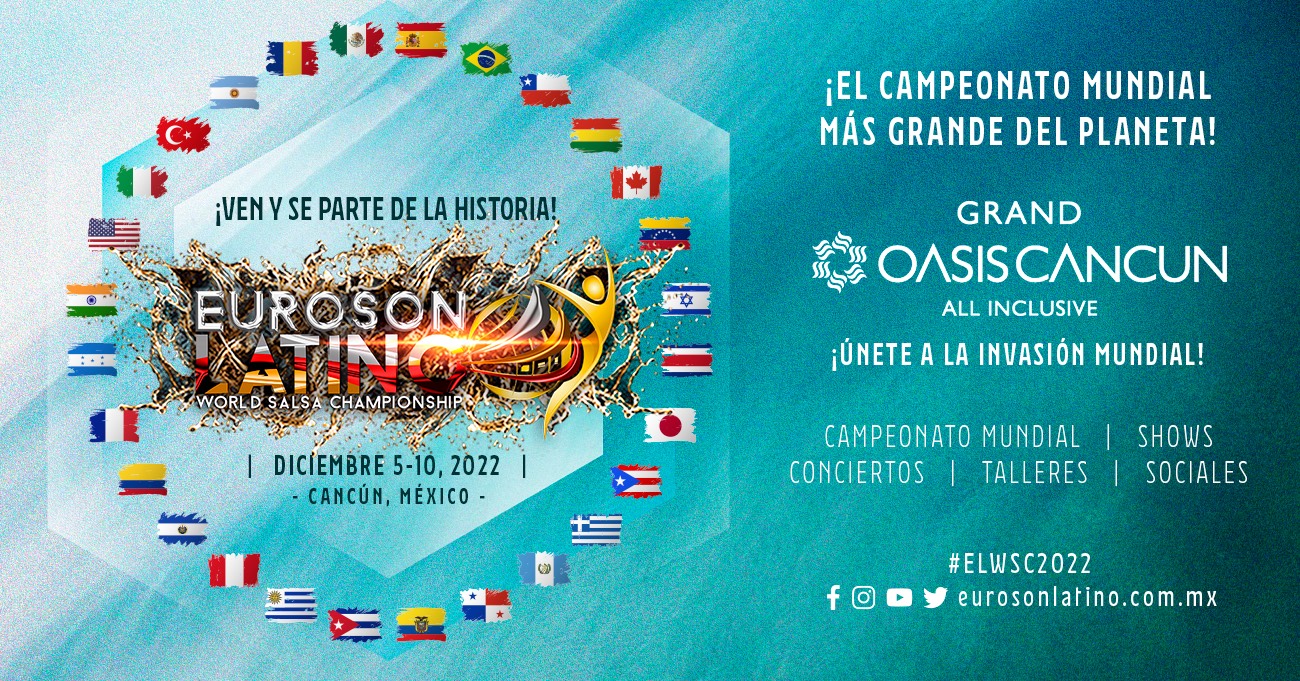 ¡VEN Y SE PARTE DE LA HISTORIA!
EUROSON
LATINO
WORLD SALSA CHAMPIONSHIP
| DICIEMBRE 5-10, 2022 |
- CANCÚN, MÉXICO -
¡EL CAMPEONATO MUNDIAL
MÁS GRANDE DEL PLANETA!
GRAND
OASIS CANCUN
ALL INCLUSIVE
¡ÚNETE A LA INVASIÓN MUNDIAL!
CAMPEONATO MUNDIAL | SHOWS
CONCIERTOS | TALLERES | SOCIALES
#ELWSC2022
eurosonlatino.com.mx